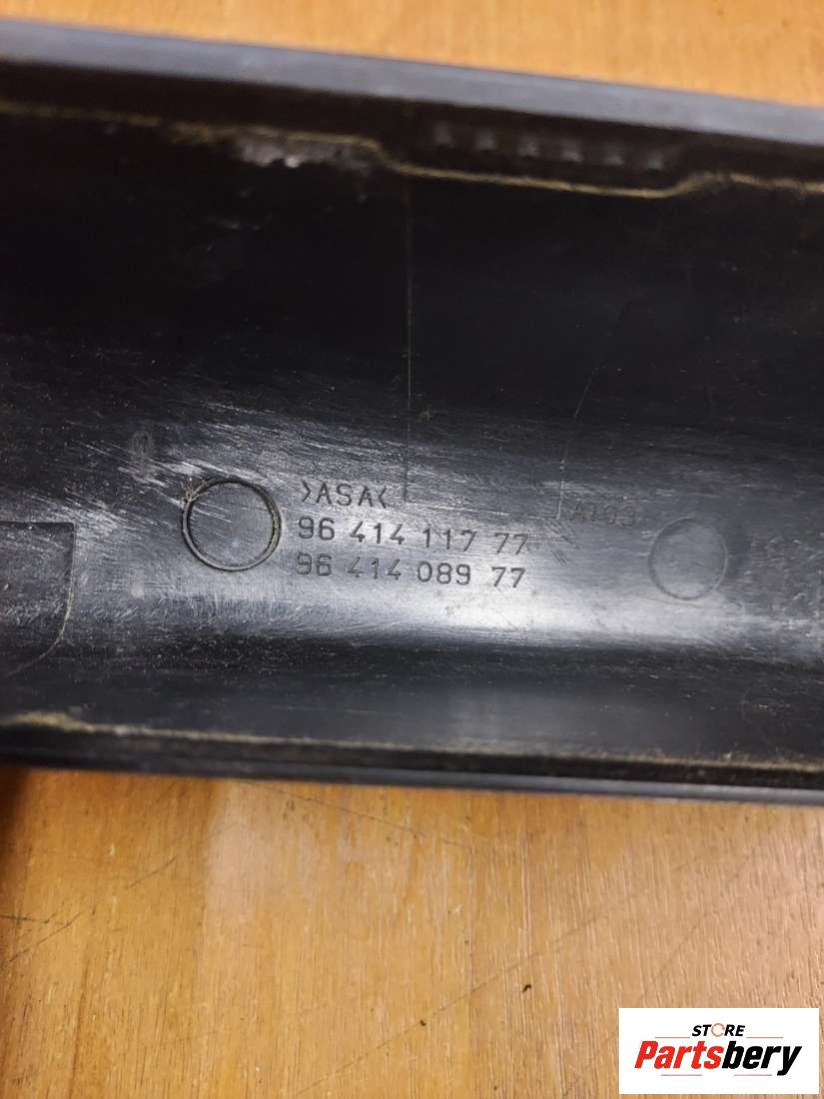 >ASA<
96 414 117 77
96 414 089 77
STORE
Partsbery